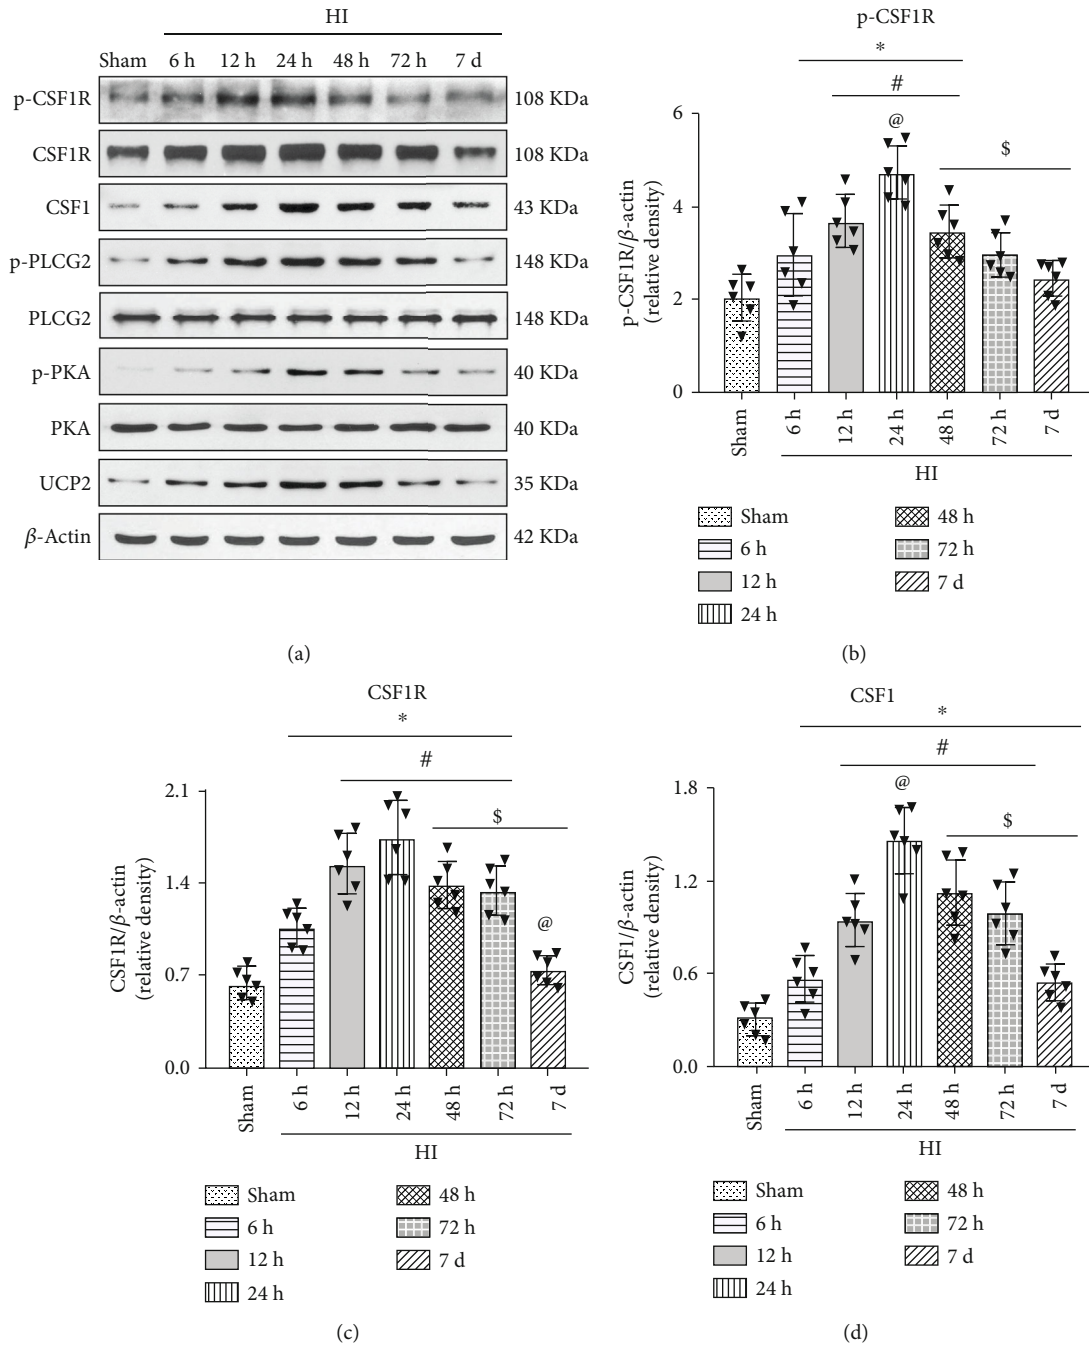 HI
Sham 6 h 12 h 24 h 48 h 72 h 7 d
p-CSF1R 108 KDa
CSF1R 108 KDa
CSF1 43 KDa
p-PLCG2 148 KDa
PLCG2 148 KDa
p-PKA 40 KDa
PKA 40 KDa
UCP2 35 KDa
β-Actin 42 KDa
(a)
p-CSF1R
*
#
@
$
p-CSF1R/β-actin
(relative density)
6
4
2
0
Sham 6 h 12 h 24 h 48 h 72 h 7 d
HI
Sham 48 h
6 h 72 h
12 h 7 d
24 h
(b)
CSF1R
*
#
$
@
CSF1R/β-actin
(relative density)
2.1
1.4
0.7
0.0
Sham 6 h 12 h 24 h 48 h 72 h 7 d
HI
Sham 48 h
6 h 72 h
12 h 7 d
24 h
(c)
CSF1
*
#
@
$
CSF1/β-actin
(relative density)
1.8
1.2
0.6
0.0
Sham 6 h 12 h 24 h 48 h 72 h 7 d
HI
Sham 48 h
6 h 72 h
12 h 7 d
24 h
(d)